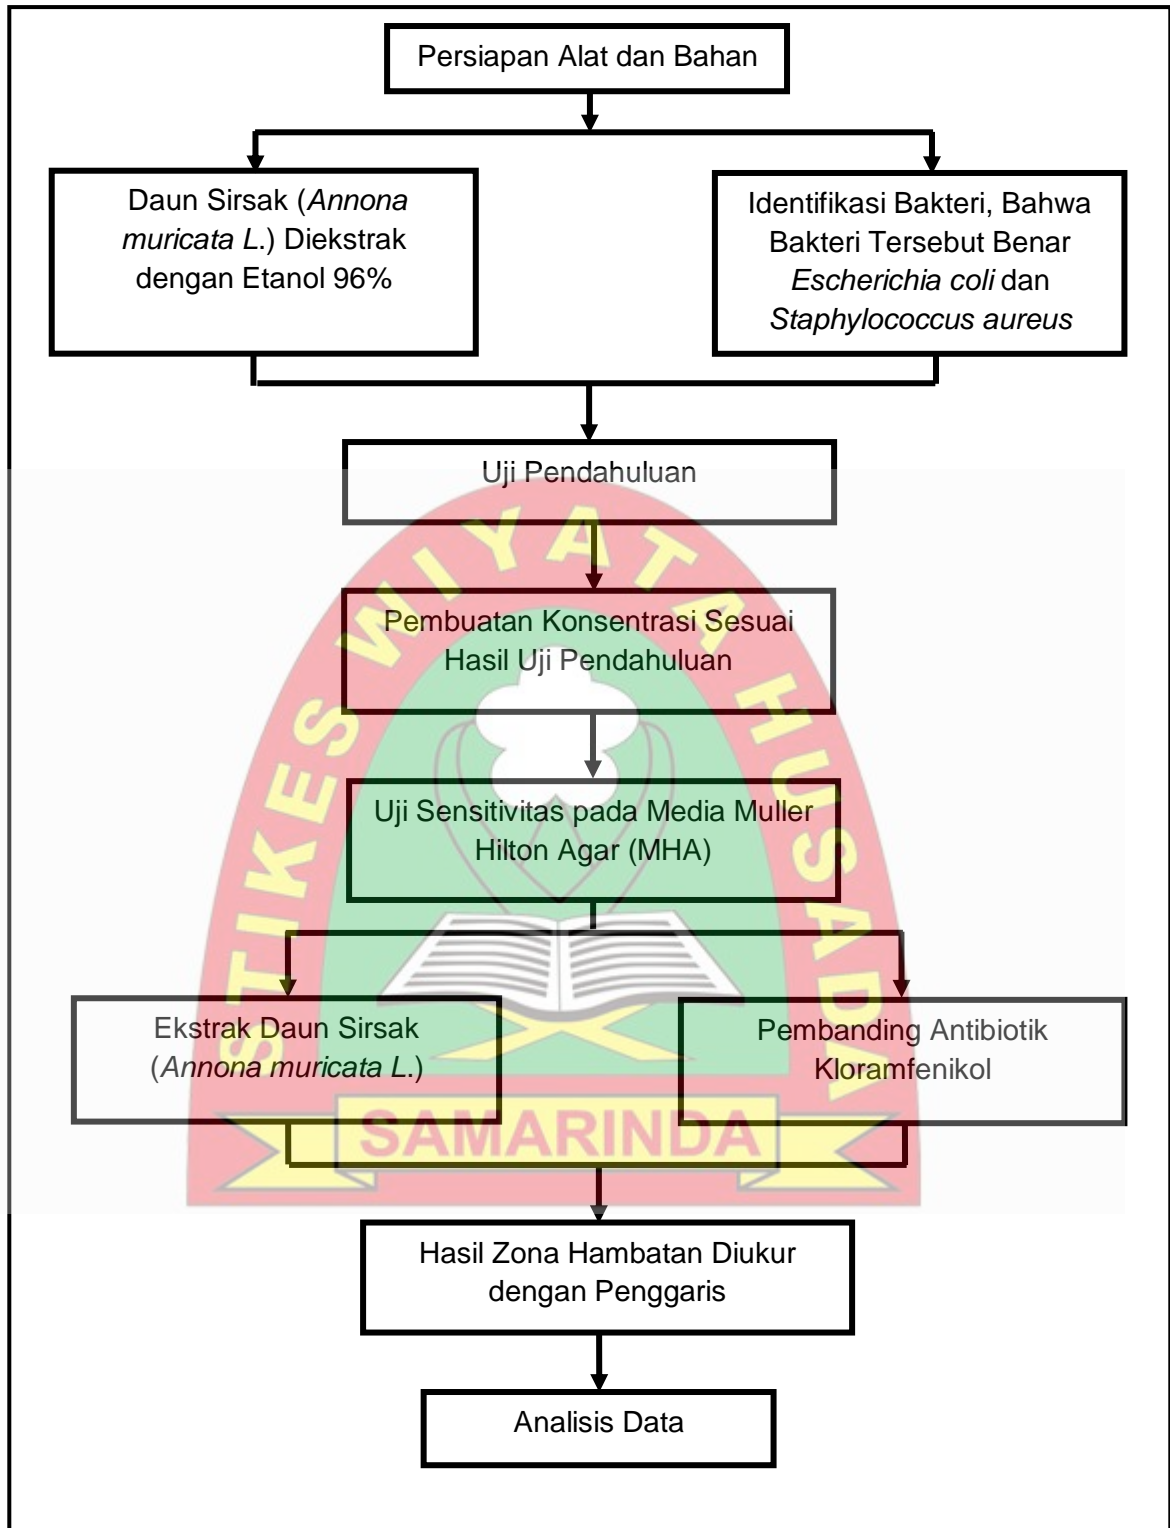 Persiapan Alat dan Bahan
Daun Sirsak (Annona
muricata L.) Diekstrak
dengan Etanol 96%
Identifikasi Bakteri, Bahwa
Bakteri Tersebut Benar
Escherichia coli dan
Staphylococcus aureus
Uji Pendahuluan
Pembuatan Konsentrasi Sesuai
Hasil Uji Pendahuluan
Uji Sensitivitas pada Media Muller
Hilton Agar (MHA)
Ekstrak Daun Sirsak
(Annona muricata L.)
Pembanding Antibiotik
Kloramfenikol
Hasil Zona Hambatan Diukur
dengan Penggaris
Analisis Data
STIKES WIYATA HUSADA
SAMARINDA